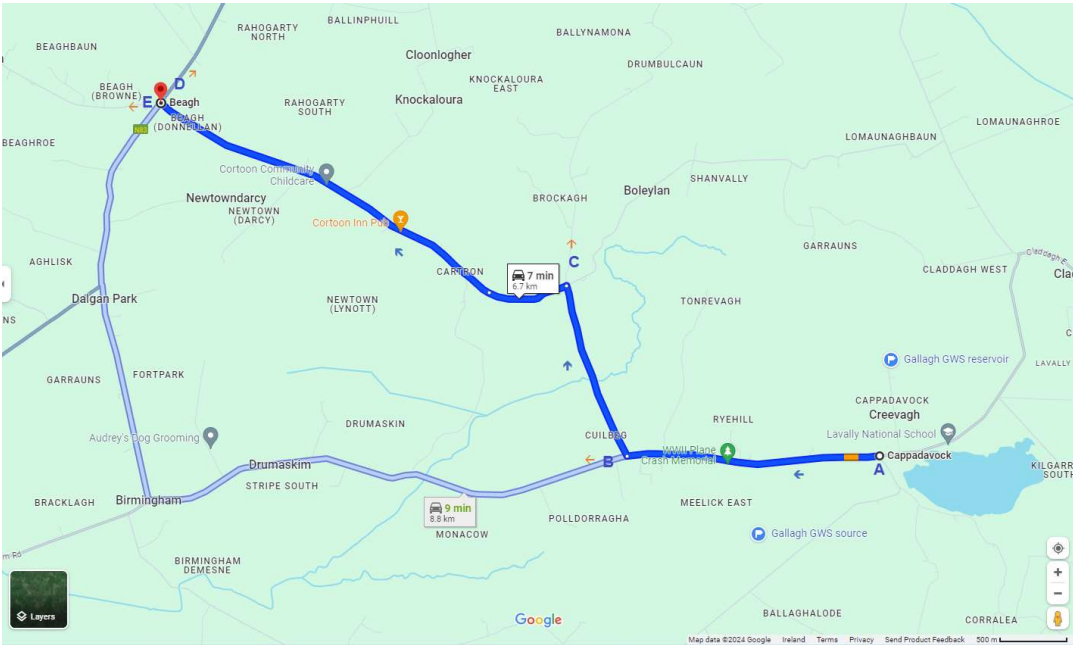 BALLINPHUILL
RAHOGARTY
NORTH
BALLYNAMONA
BEAGHBAUN
Cloonlogher
DRUMBULCAUN
KNOCKALOURA
EAST
D
BEAGH
(BROWNE)
E
Beagh
Knockaloura
RAHOGARTY
SOUTH
BEAGH
(DONNELLAN)
N83
LOMAUNAGHROE
LOMAUNAGHBAUN
BEAGHROE
Cortoon Community
Childcare
SHANVALLY
Boleylan
Newtowndarcy
BROCKAGH
NEWTOWN
(DARCY)
Cortoon Inn Pub
GARRAUNS
C
AGHLISK
CARTRON
7 min
6.7 km
CLADDAGH WEST
Dalgan Park
NEWTOWN
(LYNOTT)
TONREVAGH
NS
Gallagh GWS reservoir
LAVALLY
GARRAUNS
FORTPARK
CAPPADAVOCK
Creevagh
DRUMASKIN
RYEHILL
Audrey's Dog Grooming
CUILBEG
Lavally National School
WWII Plane
Crash Memorial
Cappadavock
B
A
Drumaskim
STRIPE SOUTH
KILGARR
SOUTH
BRACKLAGH
Birmingham
9 min
8.8 km
MEELICK EAST
POLLDORRAGHA
MONACOW
Gallagh GWS source
BIRMINGHAM
DEMESNE
Layers
Google
BALLAGHALODE
CORRALEA
Map data ©2024 Google
Ireland
Terms
Privacy
Send Product Feedback
500 m